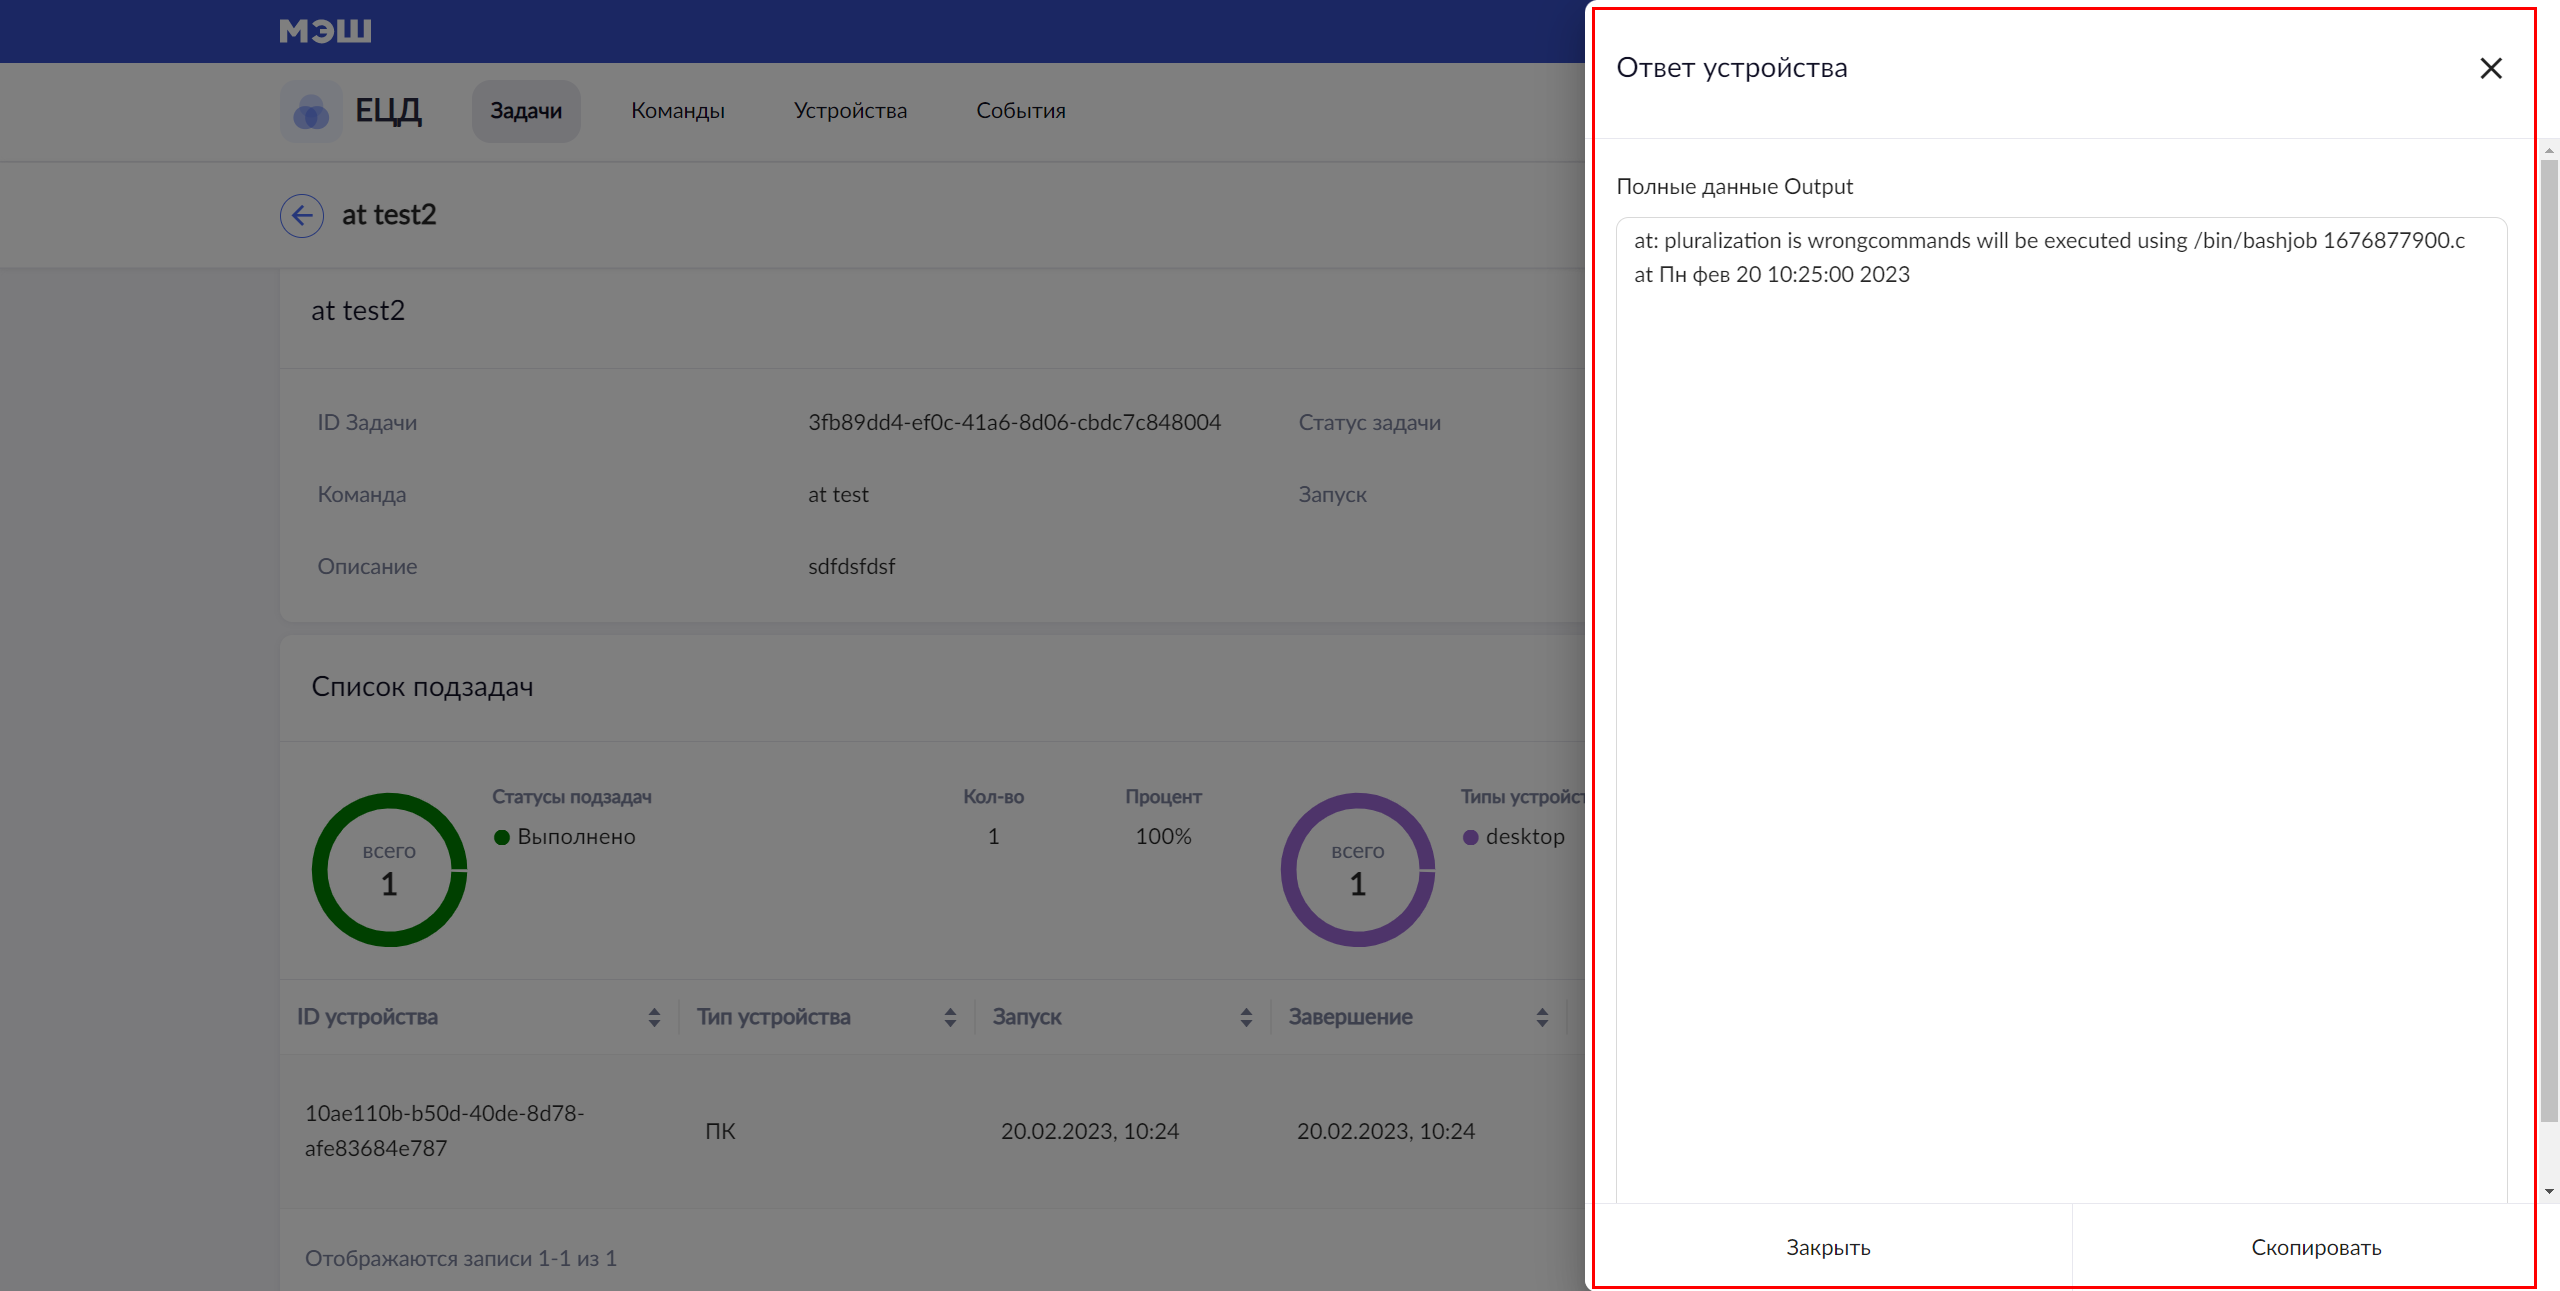 МЭШ
ЕЦД
Задачи
Команды
Устройства
События
at test2
at test2
ID Задачи
3fb89dd4-ef0c-41a6-8d06-cbdc7c848004
Статус задачи
Команда
at test
Запуск
Описание
sdfdsfdsf
Список подзадач
всего
1
Статусы подзадач
Кол-во
Процент
Выполнено
1
100%
всего
1
Типы устройст
desktop
ID устройства
Тип устройства
Запуск
Завершение
10ae110b-b50d-40de-8d78-
afe83684e787
ПК
20.02.2023, 10:24
20.02.2023, 10:24
Отображаются записи 1-1 из 1
Ответ устройства
Полные данные Output
at: pluralization is wrongcommands will be executed using /bin/bashjob 1676877900.c
at Пн фев 20 10:25:00 2023
Закрыть
Скопировать